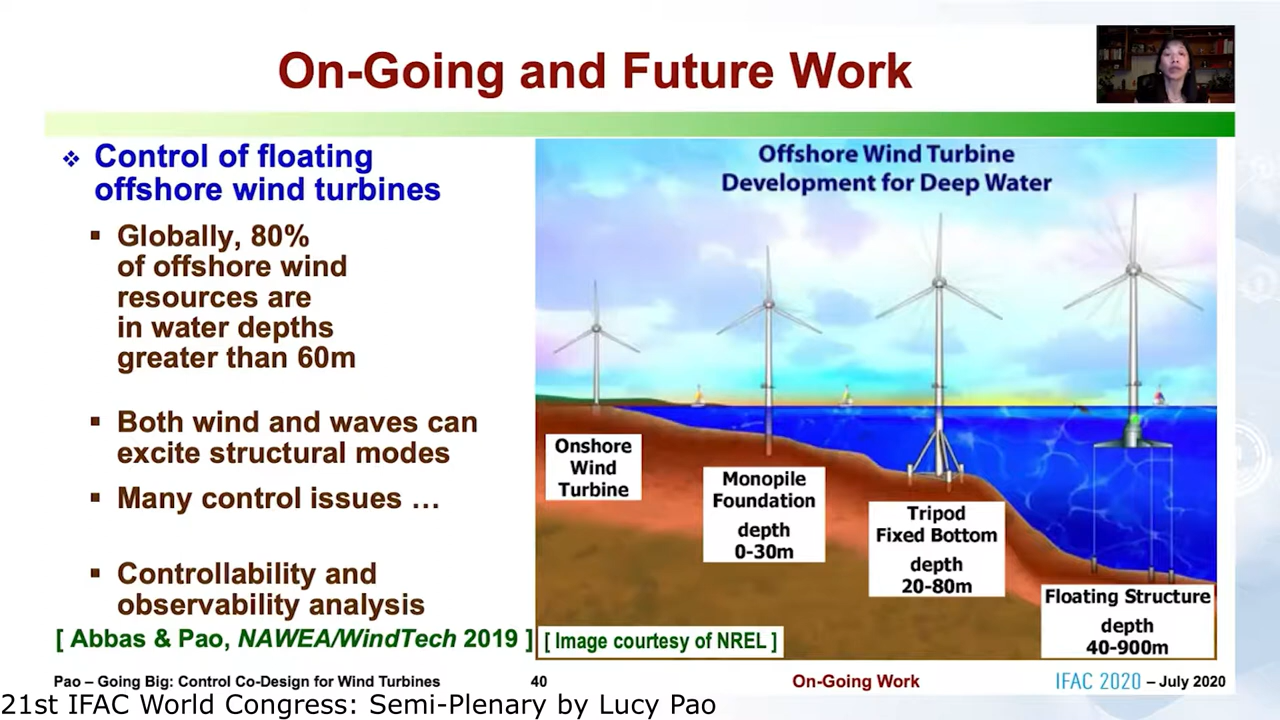 On-Going and Future Work
❖ Control of floating
offshore wind turbines
▪ Globally, 80%
of offshore wind
resources are
in water depths
greater than 60m
▪ Both wind and waves can
excite structural modes
▪ Many control issues …
▪ Controllability and
observability analysis
[ Abbas & Pao, NAWEA/WindTech 2019 ]
Offshore Wind Turbine
Development for Deep Water
Onshore
Wind
Turbine
Monopile
Foundation
depth
0-30m
Tripod
Fixed Bottom
depth
20-80m
Floating Structure
depth
40-900m
[ Image courtesy of NREL ]
Pao – Going Big: Control Co-Design for Wind Turbines 40 On-Going Work IFAC 2020 – July 2020
21st IFAC World Congress: Semi-Plenary by Lucy Pao